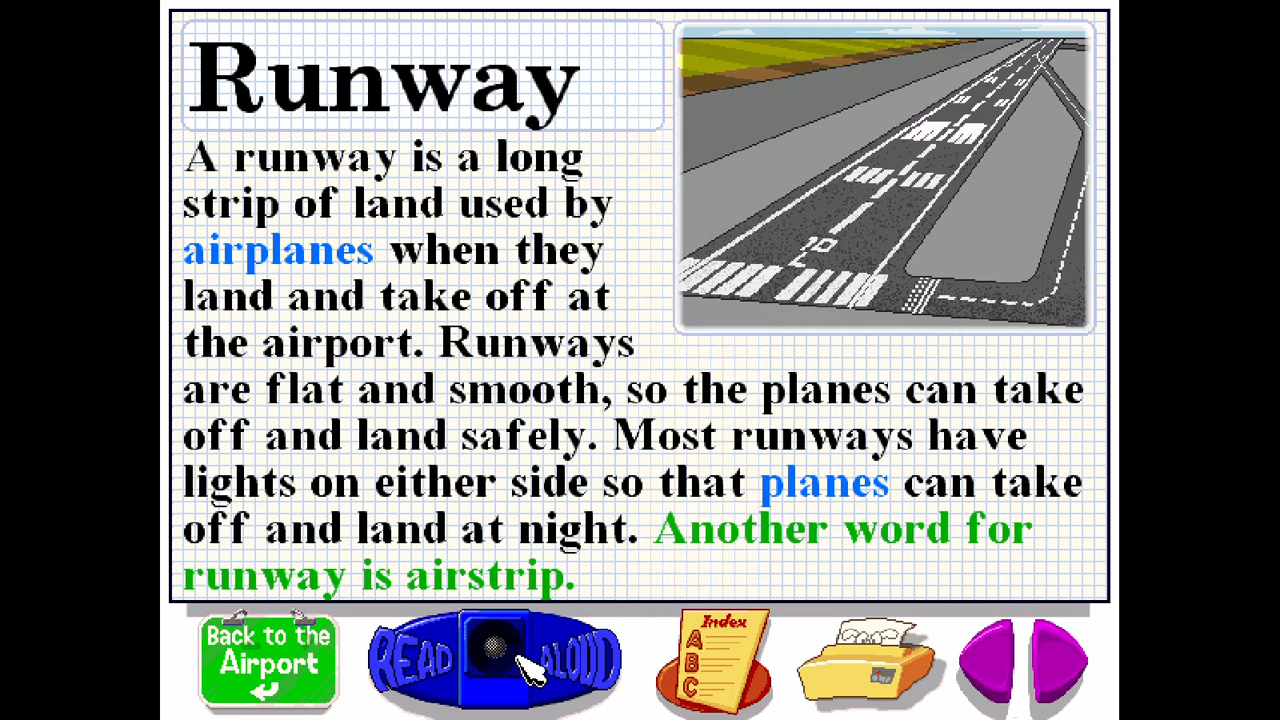 Runway
A runway is a long
strip of land used by
airplanes when they
land and take off at
the airport. Runways
are flat and smooth, so the planes can take
off and land safely. Most runways have
lights on either side so that planes can take
off and land at night. Another word for
runway is airstrip.
Back to the
Airport
READ ALOUD
Index
A
B
C